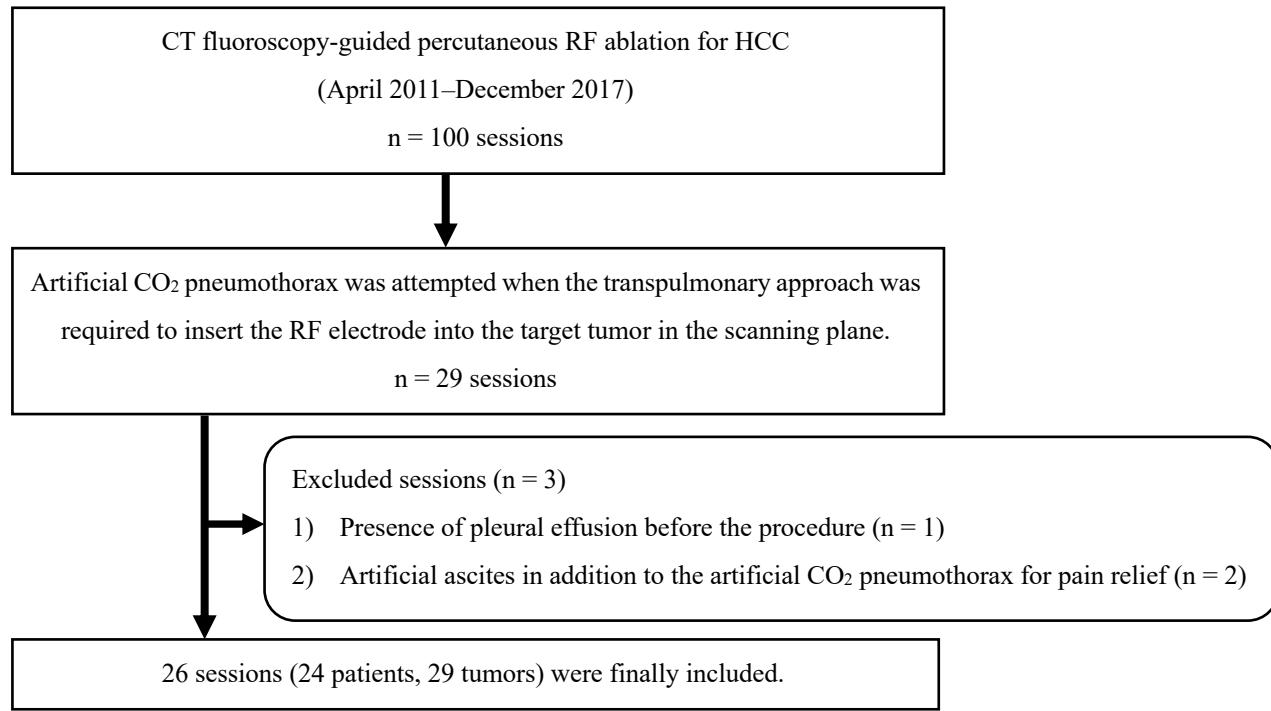 CT fluoroscopy-guided percutaneous RF ablation for HCC
(April 2011–December 2017)
n = 100 sessions
Artificial CO₂ pneumothorax was attempted when the transpulmonary approach was
required to insert the RF electrode into the target tumor in the scanning plane.
n = 29 sessions
Excluded sessions (n = 3)
1) Presence of pleural effusion before the procedure (n = 1)
2) Artificial ascites in addition to the artificial CO₂ pneumothorax for pain relief (n = 2)
26 sessions (24 patients, 29 tumors) were finally included.